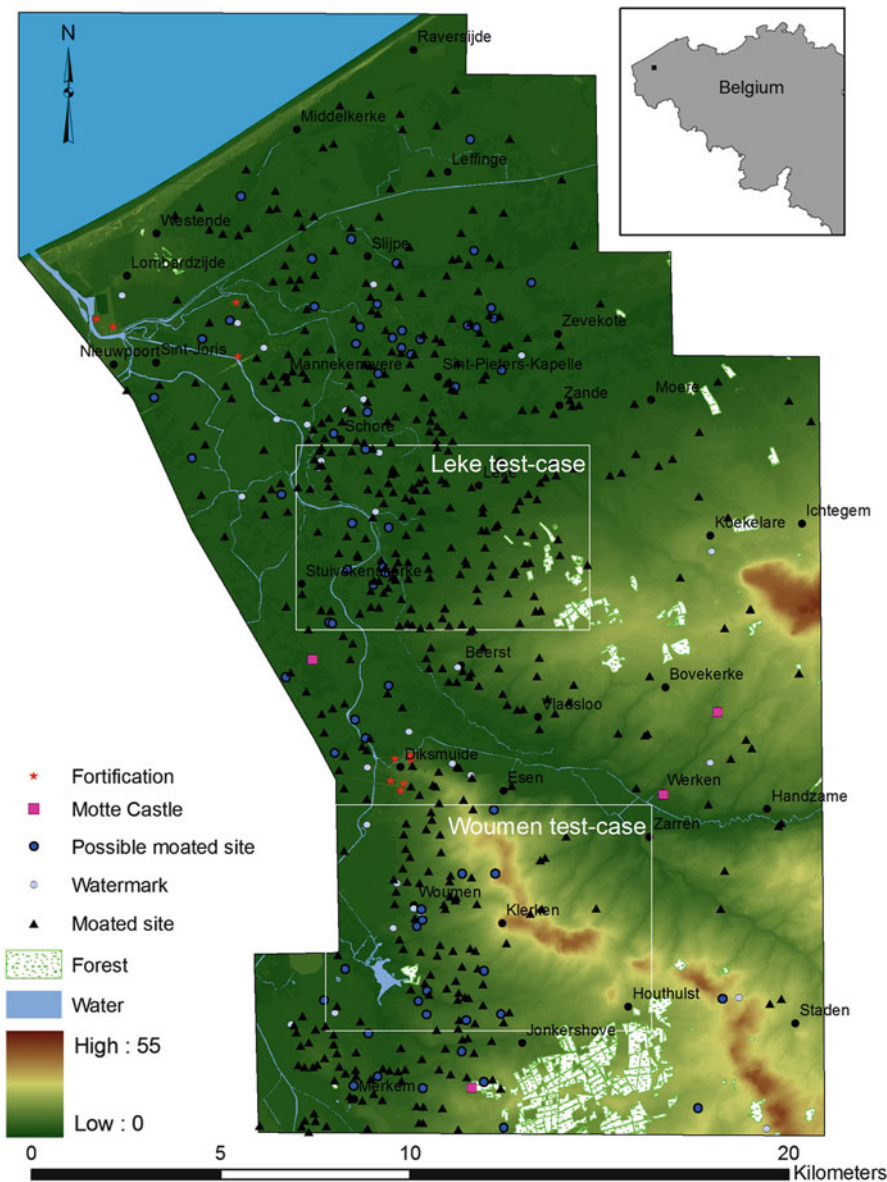 N
Raversijde
Belgium
Middelkerke
Leffinge
Westende
Slijpe
Lombardzijde
Zevekote
Nieuwpoort
Sint-Joris
Mannekensvere
Sint-Pieters-Kapelle
Zande
Moere
Schore
Leke test-case
Leke
Koekelare
Ichtegem
Stuivekenskerke
Beerst
Bovekerke
Vladsloo
Diksmuide
Esen
Werken
Handzame
Woumen test-case
Zarren
Woumen
Klerken
Houthulst
Staden
Jonkershove
Merkem
Fortification
Motte Castle
Possible moated site
Watermark
Moated site
Forest
Water
High : 55
Low : 0
0
10
20
Kilometers